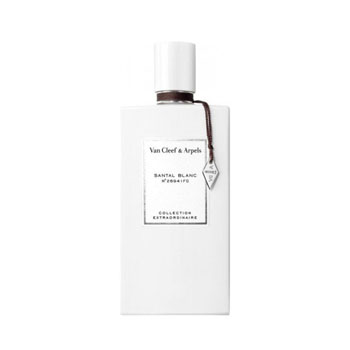 Van Cleef & Arpels
SANTAL BLANC
COLLECTION
EXTRAORDINAIRE